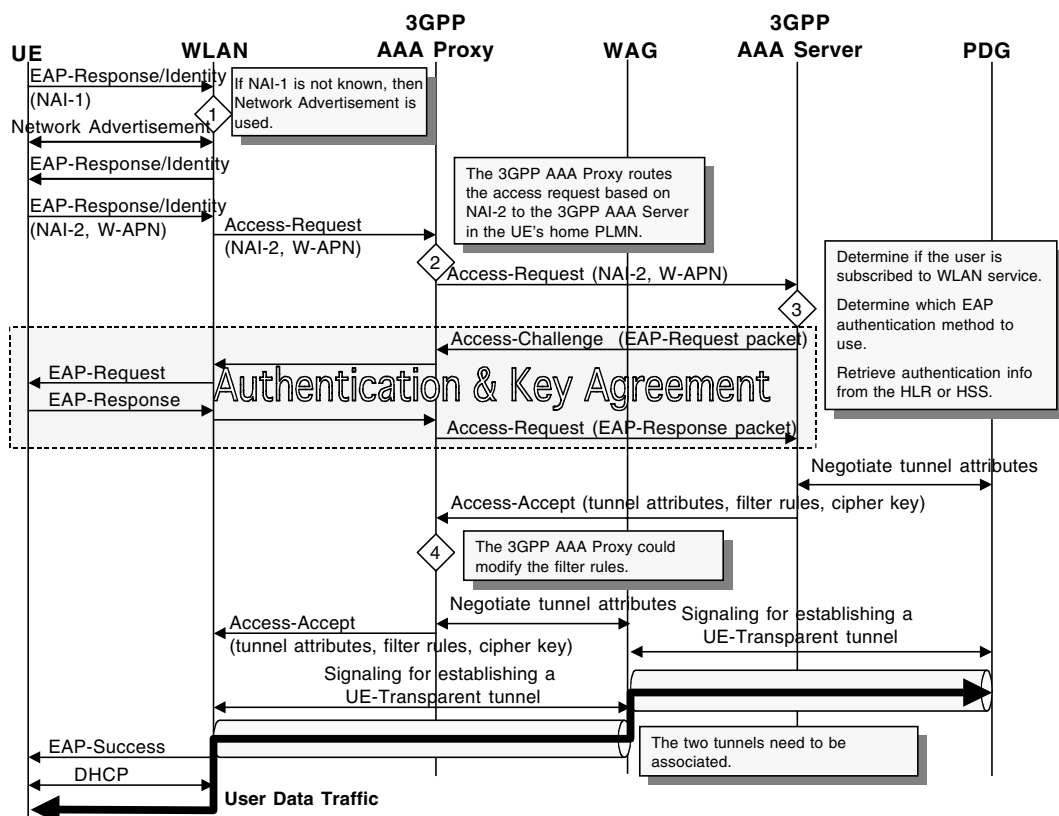 3GPP
3GPP
UE
WLAN
AAA Proxy
WAG
AAA Server
PDG
EAP-Response/Identity
(NAI-1)
If NAI-1 is not known, then
Network Advertisement is
used.
1
Network Advertisement
EAP-Response/Identity
The 3GPP AAA Proxy routes
the access request based on
NAI-2 to the 3GPP AAA Server
in the UE's home PLMN.
EAP-Response/Identity
(NAI-2, W-APN)
Access-Request
(NAI-2, W-APN)
2
Access-Request (NAI-2, W-APN)
3
Determine if the user is
subscribed to WLAN service.
Determine which EAP
authentication method to
use.
Retrieve authentication info
from the HLR or HSS.
Access-Challenge (EAP-Request packet)
EAP-Request
Authentication & Key Agreement
EAP-Response
Access-Request (EAP-Response packet)
Negotiate tunnel attributes
Access-Accept (tunnel attributes, filter rules, cipher key)
4
The 3GPP AAA Proxy could
modify the filter rules.
Negotiate tunnel attributes
Signaling for establishing a
UE-Transparent tunnel
Access-Accept
(tunnel attributes, filter rules, cipher key)
Signaling for establishing a
UE-Transparent tunnel
EAP-Success
The two tunnels need to be
associated.
DHCP
User Data Traffic